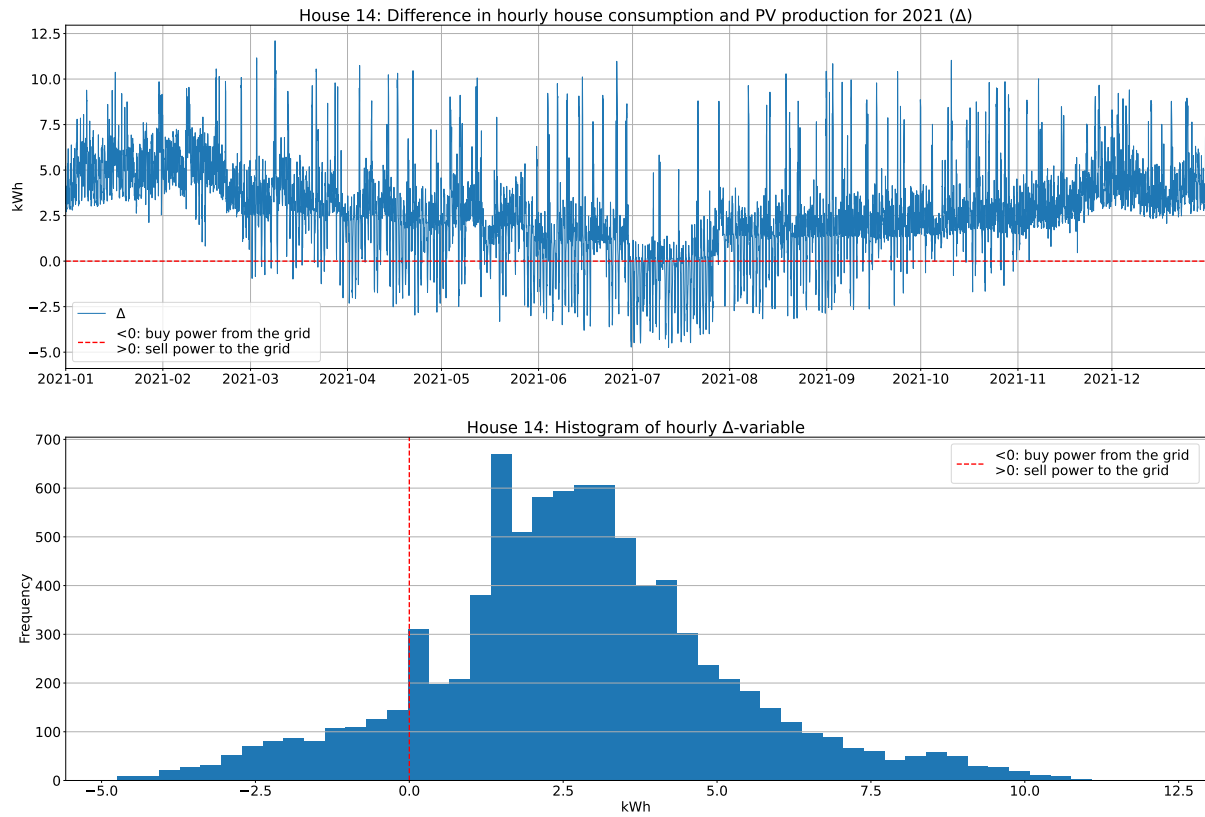 House 14: Difference in hourly house consumption and PV production for 2021 (Δ)
12.5
10.0
7.5
5.0
2.5
0.0
−2.5
−5.0
kWh
Δ
<0: buy power from the grid
>0: sell power to the grid
2021-01 2021-02 2021-03 2021-04 2021-05 2021-06 2021-07 2021-08 2021-09 2021-10 2021-11 2021-12
House 14: Histogram of hourly Δ-variable
700
600
500
400
300
200
100
0
Frequency
<0: buy power from the grid
>0: sell power to the grid
−5.0 −2.5 0.0 2.5 5.0 7.5 10.0 12.5
kWh